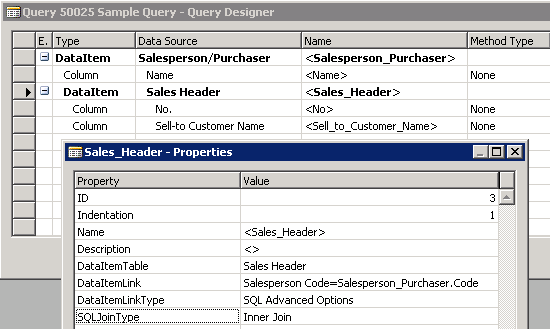 Query 50025 Sample Query - Query Designer
E. Type Data Source Name Method Type
DataItem Salesperson/Purchaser <Salesperson_Purchaser>
Column Name <Name> None
DataItem Sales Header <Sales_Header>
Column No. <No> None
Column Sell-to Customer Name <Sell_to_Customer_Name> None
Sales_Header - Properties
Property Value
ID 3
Indentation 1
Name <Sales_Header>
Description <>
DataItemTable Sales Header
DataItemLink Salesperson Code=Salesperson_Purchaser.Code
DataItemLinkType SQL Advanced Options
SQLJoinType Inner Join